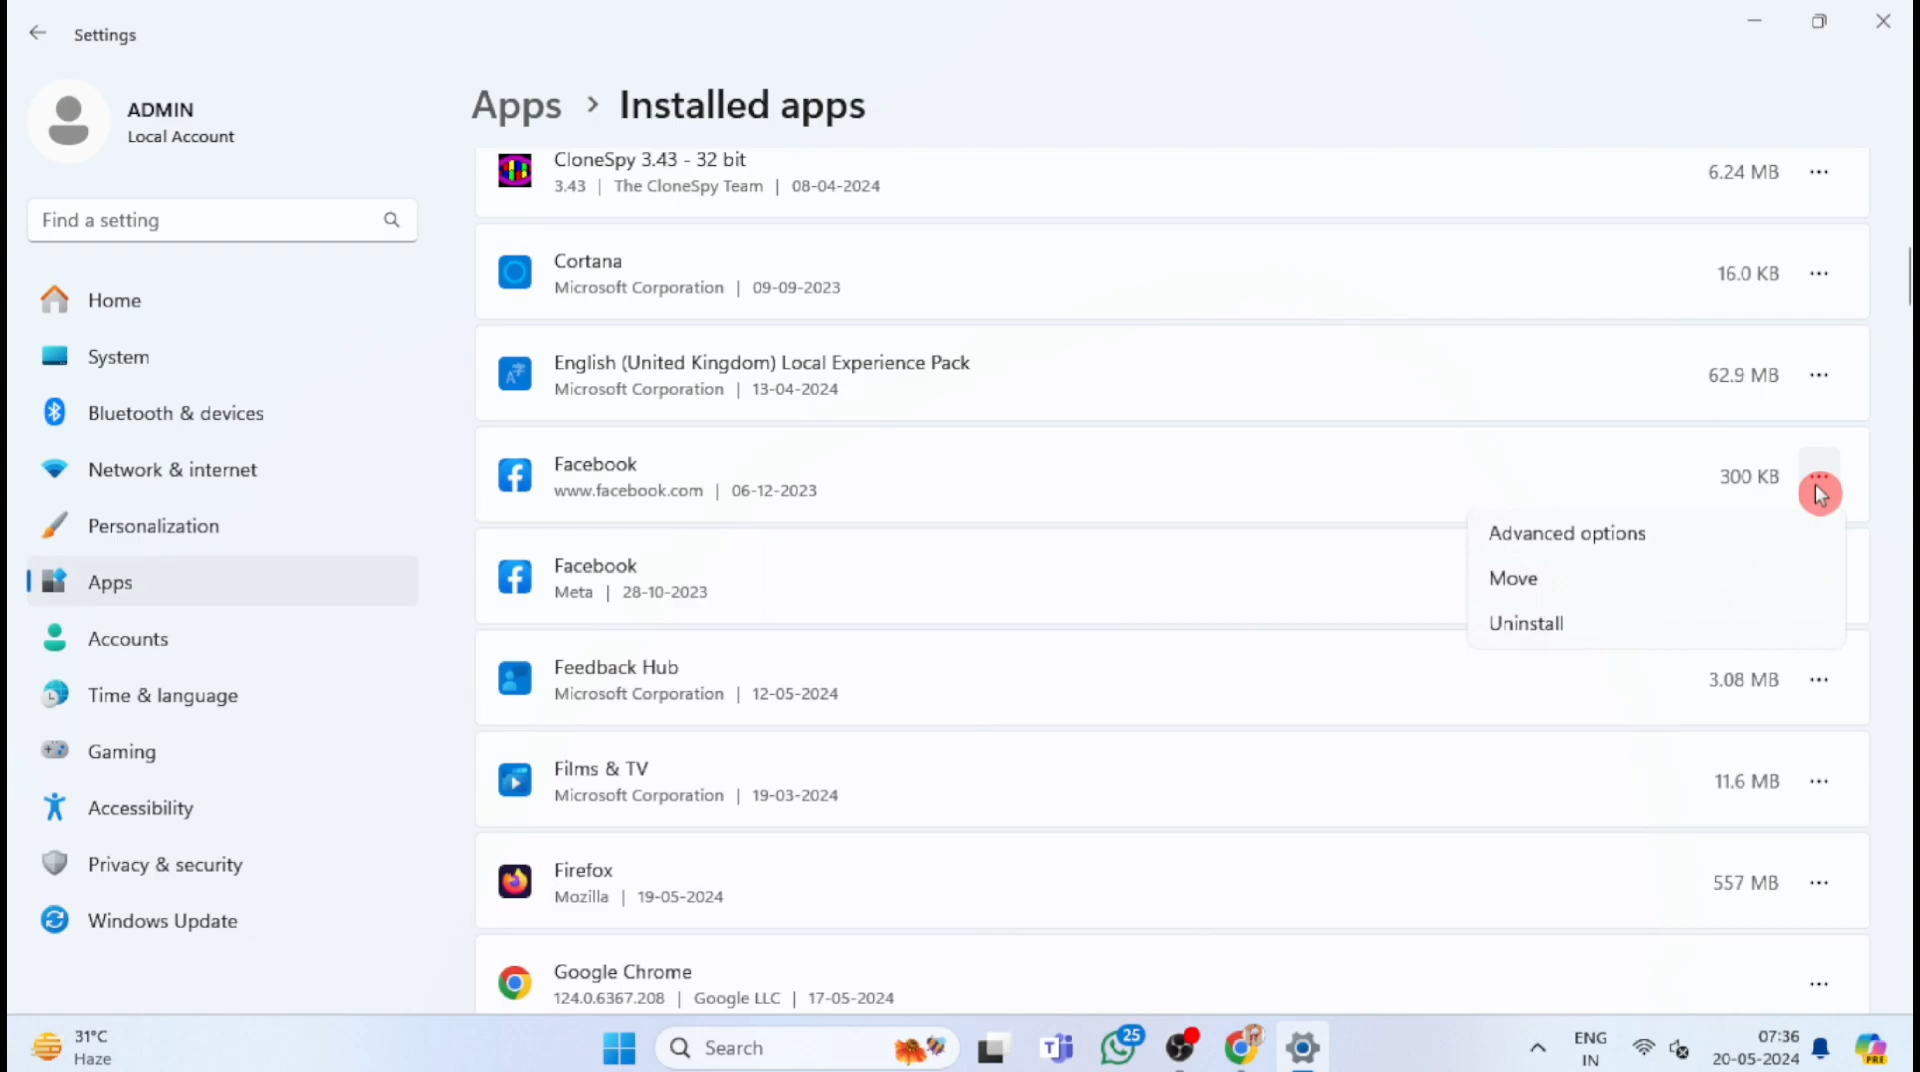 Settings
ADMIN
Local Account
Find a setting
Home
System
Bluetooth & devices
Network & internet
Personalization
Apps
Accounts
Time & language
Gaming
Accessibility
Privacy & security
Windows Update
Apps > Installed apps
CloneSpy 3.43 - 32 bit
3.43 | The CloneSpy Team | 08-04-2024
6.24 MB
Cortana
Microsoft Corporation | 09-09-2023
16.0 KB
English (United Kingdom) Local Experience Pack
Microsoft Corporation | 13-04-2024
62.9 MB
Facebook
www.facebook.com | 06-12-2023
300 KB
Advanced options
Move
Uninstall
Facebook
Meta | 28-10-2023
Feedback Hub
Microsoft Corporation | 12-05-2024
3.08 MB
Films & TV
Microsoft Corporation | 19-03-2024
11.6 MB
Firefox
Mozilla | 19-05-2024
557 MB
Google Chrome
124.0.6367.208 | Google LLC | 17-05-2024
31°C
Haze
Search
25
ENG
IN
07:36
20-05-2024
PRE